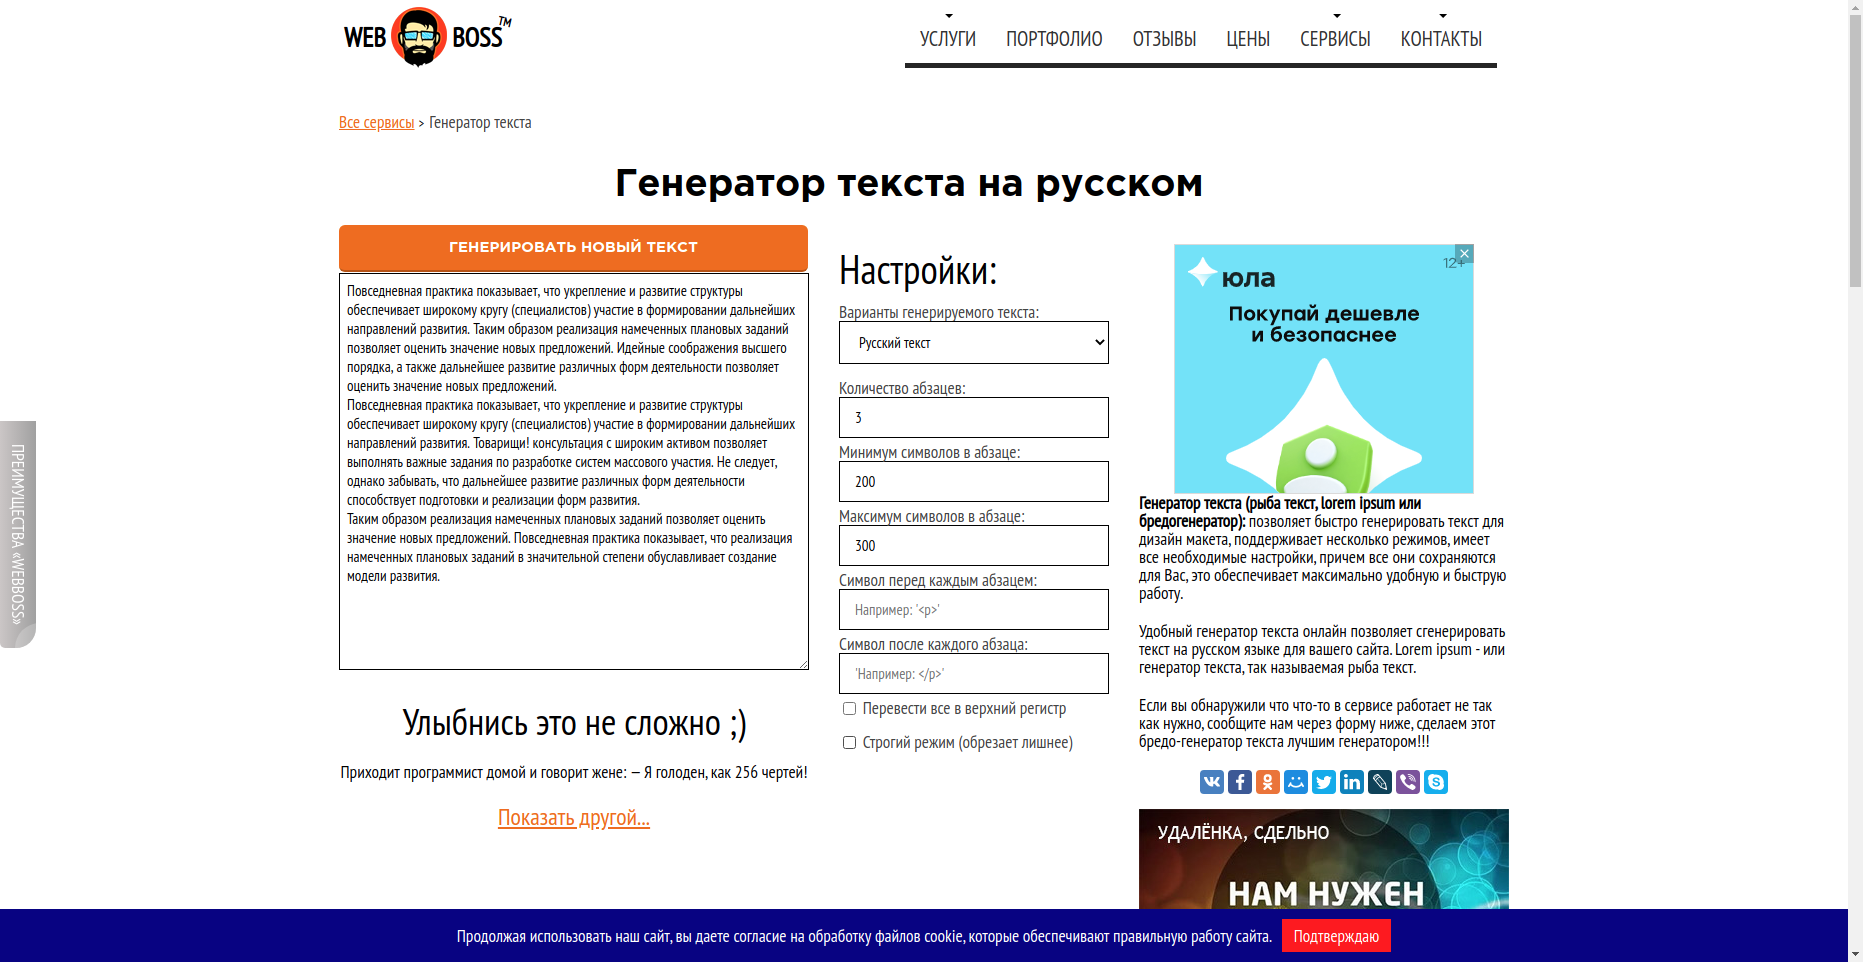 WEB BOSS TM
УСЛУГИ ПОРТФОЛИО ОТЗЫВЫ ЦЕНЫ СЕРВИСЫ КОНТАКТЫ
Все сервисы > Генератор текста
Генератор текста на русском
ГЕНЕРИРОВАТЬ НОВЫЙ ТЕКСТ
Повседневная практика показывает, что укрепление и развитие структуры
обеспечивает широкому кругу (специалистов) участие в формировании дальнейших
направлений развития. Таким образом реализация намеченных плановых заданий
позволяет оценить значение новых предложений. Идейные соображения высшего
порядка, а также дальнейшее развитие различных форм деятельности позволяет
оценить значение новых предложений.
Повседневная практика показывает, что укрепление и развитие структуры
обеспечивает широкому кругу (специалистов) участие в формировании дальнейших
направлений развития. Товарищи! консультация с широким активом позволяет
выполнять важные задания по разработке систем массового участия. Не следует,
однако забывать, что дальнейшее развитие различных форм деятельности
способствует подготовки и реализации форм развития.
Таким образом реализация намеченных плановых заданий позволяет оценить
значение новых предложений. Повседневная практика показывает, что реализация
намеченных плановых заданий в значительной степени обуславливает создание
модели развития.
Улыбнись это не сложно ;)
Приходит программист домой и говорит жене: — Я голоден, как 256 чертей!
Показать другой...
Настройки:
Варианты генерируемого текста:
Русский текст
Количество абзацев:
3
Минимум символов в абзаце:
200
Максимум символов в абзаце:
300
Символ перед каждым абзацем:
Например: '<p>'
Символ после каждого абзаца:
'Например: </p>'
Перевести все в верхний регистр
Строгий режим (обрезает лишнее)
12+
юла
Покупай дешевле
и безопаснее
Генератор текста (рыба текст, lorem ipsum или
бредогенератор): позволяет быстро генерировать текст для
дизайн макета, поддерживает несколько режимов, имеет
все необходимые настройки, причем все они сохраняются
для Вас, это обеспечивает максимально удобную и быструю
работу.
Удобный генератор текста онлайн позволяет сгенерировать
текст на русском языке для вашего сайта. Lorem ipsum - или
генератор текста, так называемая рыба текст.
Если вы обнаружили что что-то в сервисе работает не так
как нужно, сообщите нам через форму ниже, сделаем этот
бредо-генератор текста лучшим генератором!!!
УДАЛЁНКА, СДЕЛЬНО
НАМ НУЖЕН
ПРЕИМУЩЕСТВА «WEBBOSS»
Продолжая использовать наш сайт, вы даете согласие на обработку файлов cookie, которые обеспечивают правильную работу сайта. Подтверждаю